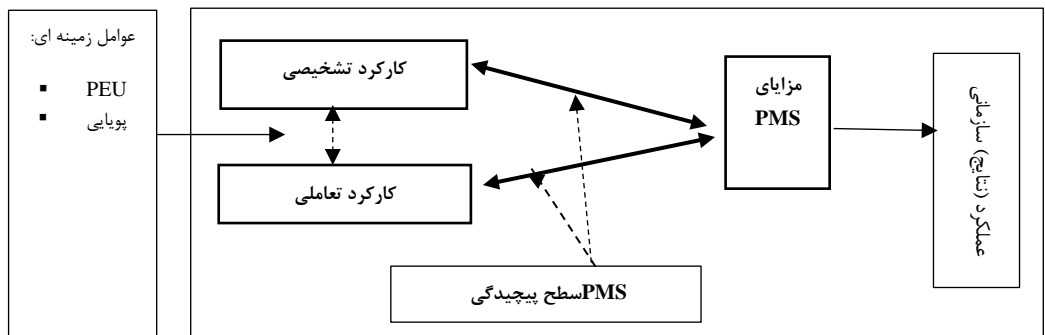 عوامل زمینه ای:
▪ PEU
▪ پویایی
کارکرد تشخیصی
کارکرد تعاملی
مزایای
PMS
عملکرد (نتایج) سازمانی
PMSسطح پیچیدگی